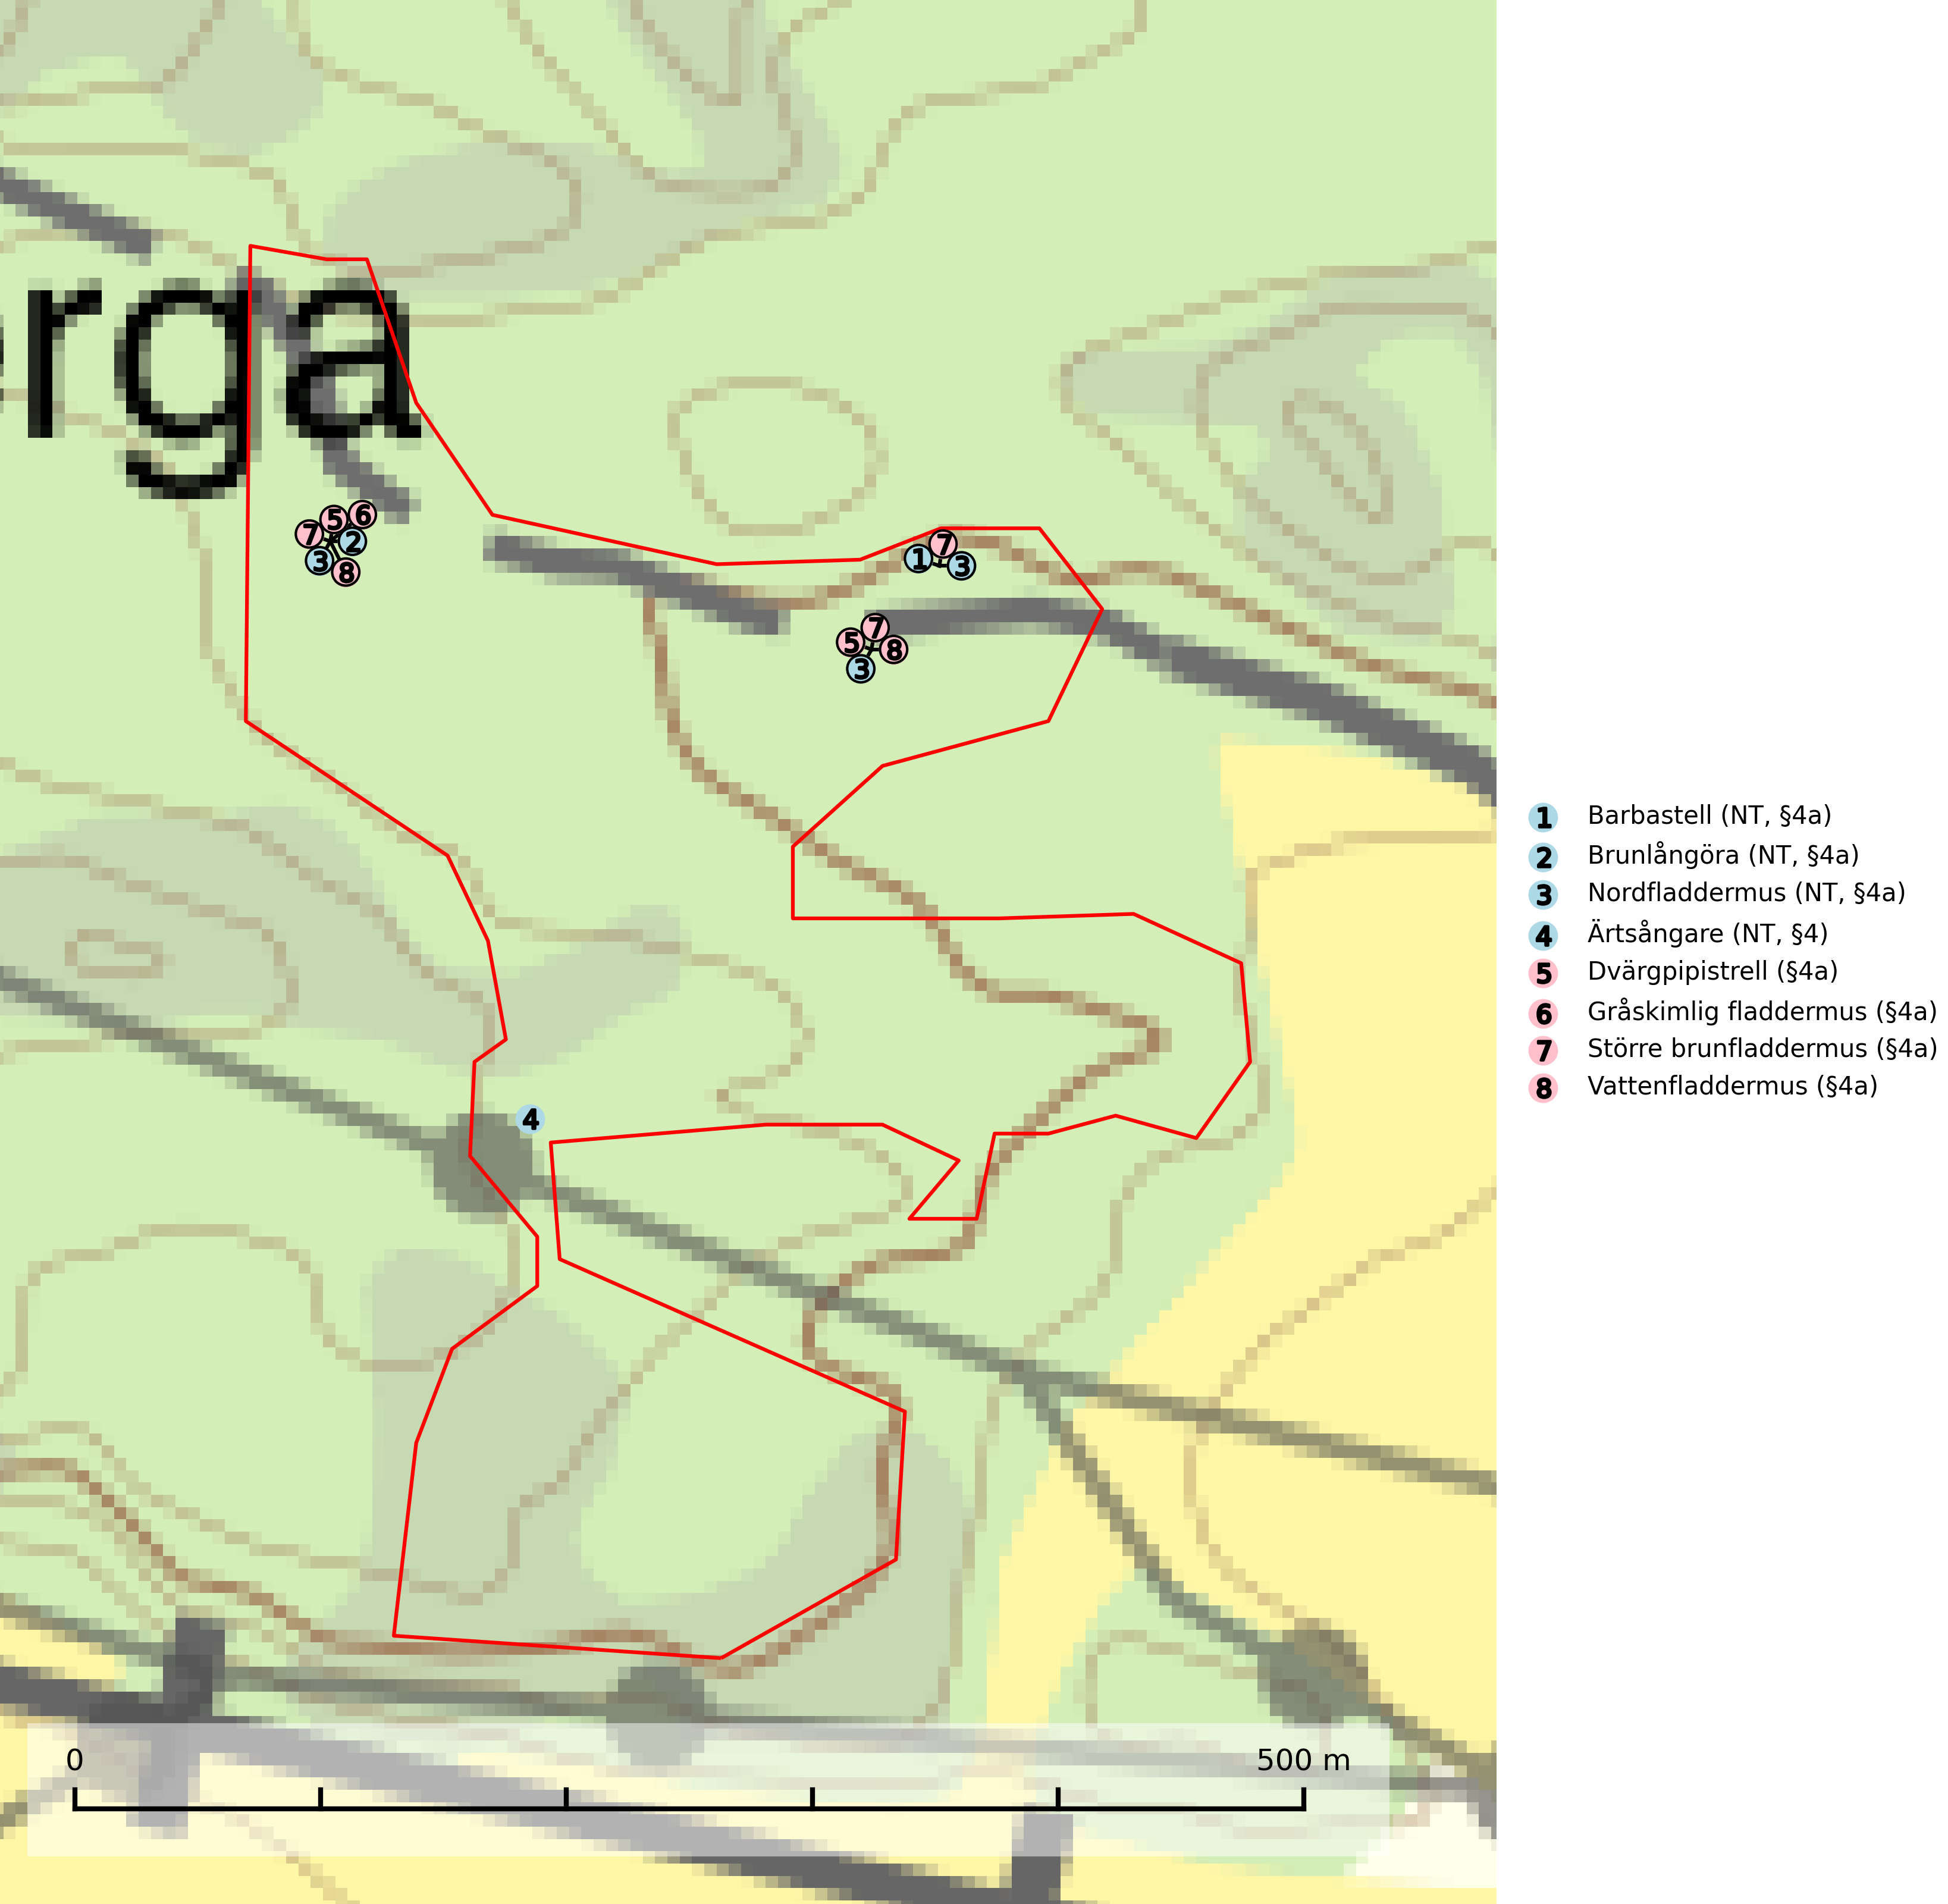 rga
5 6
7 2
3
8
7
1 3
7
5 8
3
4
1 Barbastell (NT, §4a)
2 Brunlångöra (NT, §4a)
3 Nordfladdermus (NT, §4a)
4 Ärtsångare (NT, §4)
5 Dvärgpipistrell (§4a)
6 Gråskimlig fladdermus (§4a)
7 Större brunfladdermus (§4a)
8 Vattenfladdermus (§4a)
0 500 m